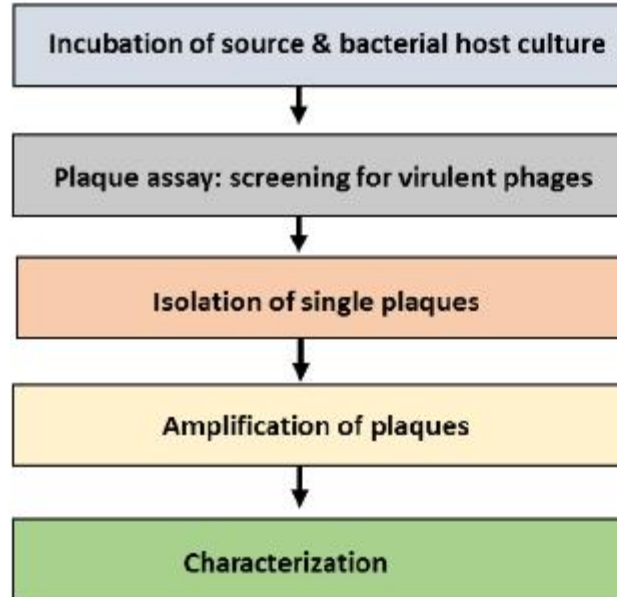 Incubation of source & bacterial host culture
Plaque assay: screening for virulent phages
Isolation of single plaques
Amplification of plaques
Characterization